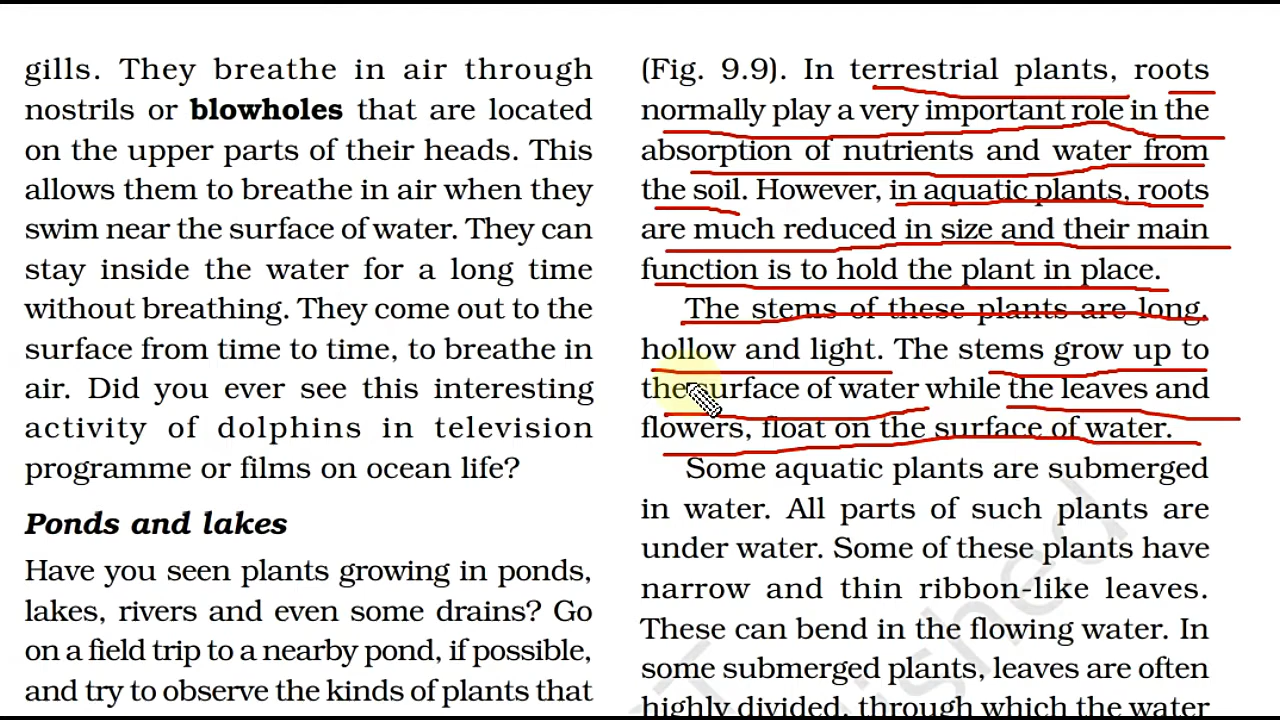 gills. They breathe in air through
nostrils or blowholes that are located
on the upper parts of their heads. This
allows them to breathe in air when they
swim near the surface of water. They can
stay inside the water for a long time
without breathing. They come out to the
surface from time to time, to breathe in
air. Did you ever see this interesting
activity of dolphins in television
programme or films on ocean life?
Ponds and lakes
Have you seen plants growing in ponds,
lakes, rivers and even some drains? Go
on a field trip to a nearby pond, if possible,
and try to observe the kinds of plants that
(Fig. 9.9). In terrestrial plants, roots
normally play a very important role in the
absorption of nutrients and water from
the soil. However, in aquatic plants, roots
are much reduced in size and their main
function is to hold the plant in place.
The stems of these plants are long,
hollow and light. The stems grow up to
the surface of water while the leaves and
flowers, float on the surface of water.
Some aquatic plants are submerged
in water. All parts of such plants are
under water. Some of these plants have
narrow and thin ribbon-like leaves.
These can bend in the flowing water. In
some submerged plants, leaves are often
highly divided, through which the water